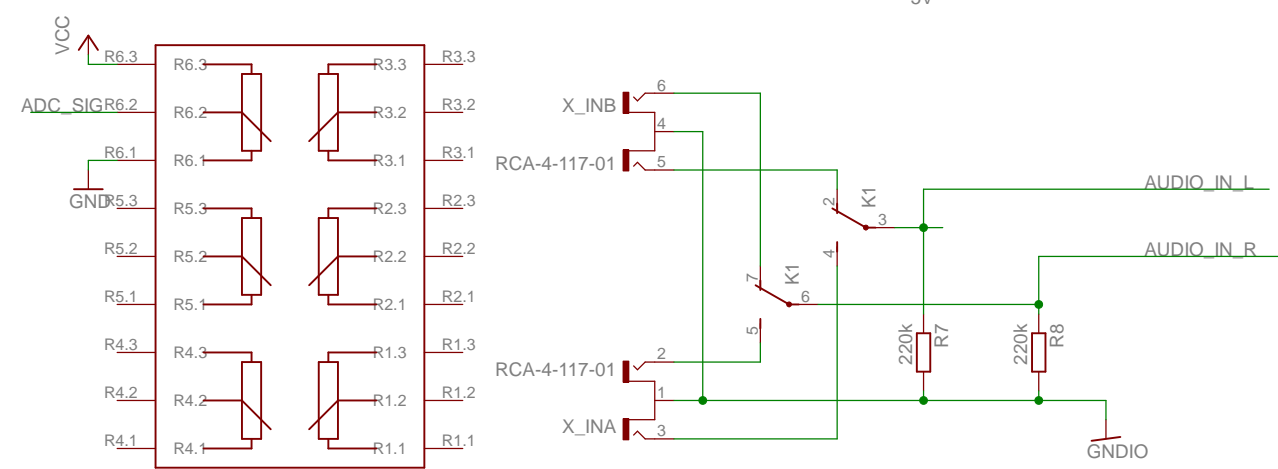 VCC
R6.3
R6.3
R3.3
R3.3
ADC_SIG
R6.2
R6.2
R3.2
R3.2
R6.1
R6.1
R3.1
R3.1
GND
R5.3
R5.3
R2.3
R2.3
R5.2
R5.2
R2.2
R2.2
R5.1
R5.1
R2.1
R2.1
R4.3
R4.3
R1.3
R1.3
R4.2
R4.2
R1.2
R1.2
R4.1
R4.1
R1.1
R1.1
X_INB
6
4
RCA-4-117-01
5
2
K1
3
4
7
K1
6
5
AUDIO_IN_L
AUDIO_IN_R
220k
R7
220k
R8
RCA-4-117-01
2
1
X_INA
3
GNDIO